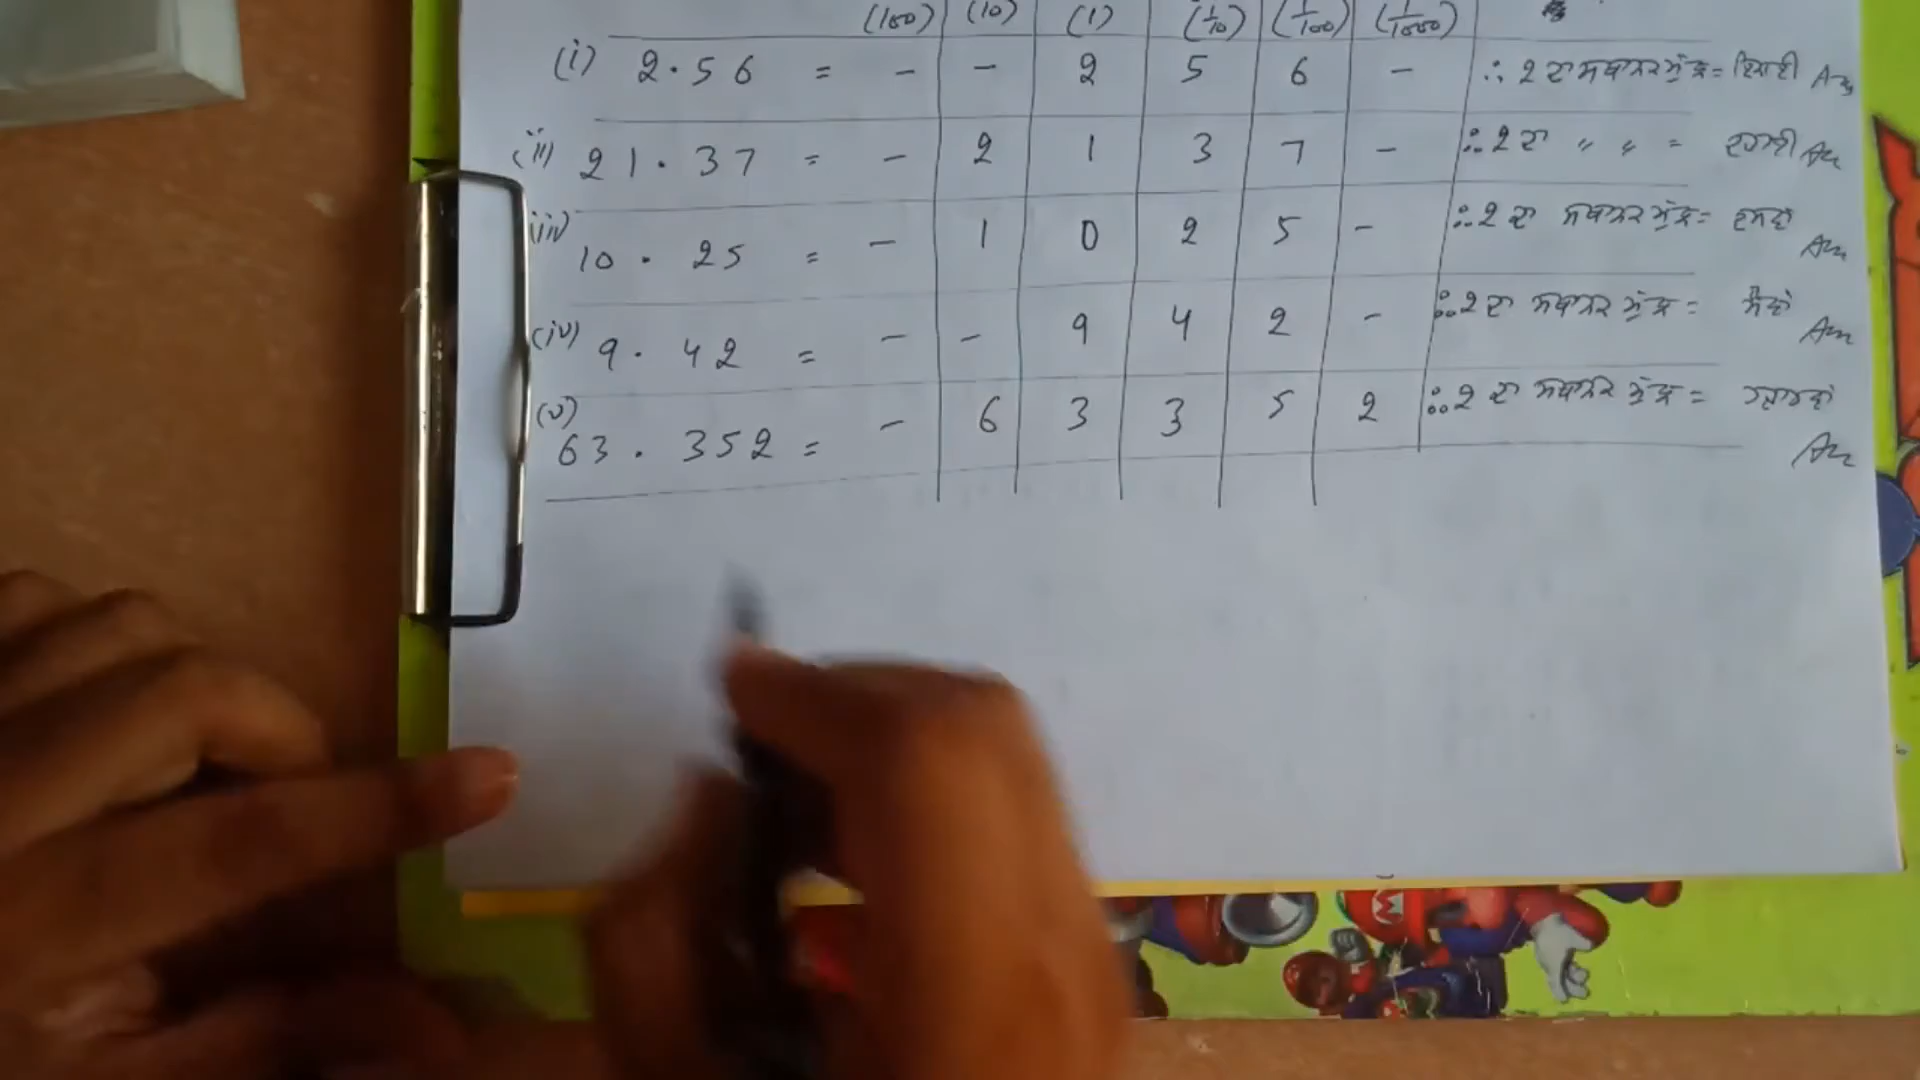 (100) (10) (1) (1/10) (1/100) (1/1000)
(i) 2.56 = - - 2 5 6 - ∴ 2 ਦਾ ਸਥਾਨਕ ਮੁੱਲ = ਇਕਾਈ Ans
(ii) 21.37 = - 2 1 3 7 - ∴ 2 ਦਾ " " = ਦਹਾਈ Ans
(iii) 10.25 = - 1 0 2 5 - ∴ 2 ਦਾ ਸਥਾਨਕ ਮੁੱਲ = ਦਸਵਾਂ Ans
(iv) 9.42 = - - 9 4 2 - ∴ 2 ਦਾ ਸਥਾਨਕ ਮੁੱਲ = ਸੌਵਾਂ Ans
(v) 63.352 = - 6 3 3 5 2 ∴ 2 ਦਾ ਸਥਾਨਕ ਮੁੱਲ = ਹਜ਼ਾਰਵਾਂ Ans